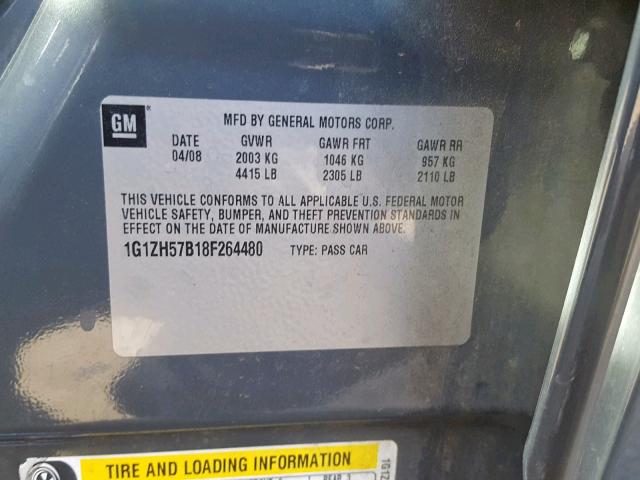 GM
MFD BY GENERAL MOTORS CORP.
DATE GVWR GAWR FRT GAWR RR
04/08 2003 KG 1046 KG 957 KG
4415 LB 2305 LB 2110 LB
THIS VEHICLE CONFORMS TO ALL APPLICABLE U.S. FEDERAL MOTOR
VEHICLE SAFETY, BUMPER, AND THEFT PREVENTION STANDARDS IN
EFFECT ON THE DATE OF MANUFACTURE SHOWN ABOVE.
1G1ZH57B18F264480 TYPE: PASS CAR
TIRE AND LOADING INFORMATION
1G1Z
REAR